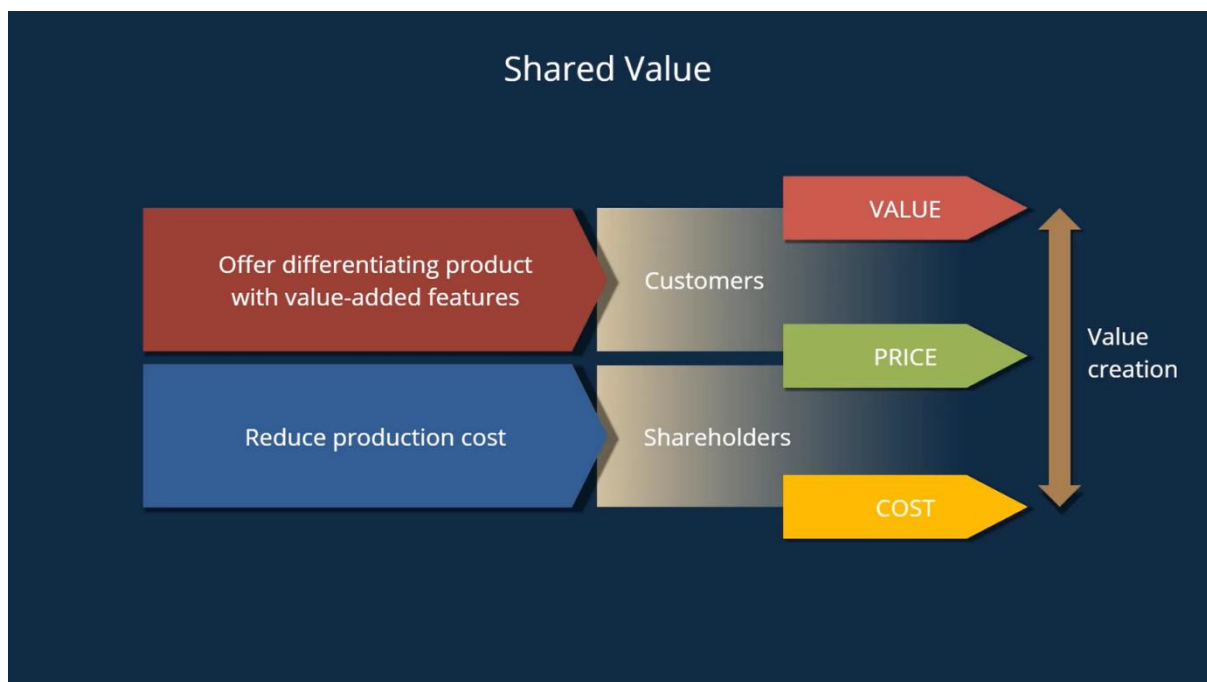 Shared Value
VALUE
Offer differentiating product
with value-added features
Customers
PRICE
Value
creation
Reduce production cost
Shareholders
COST